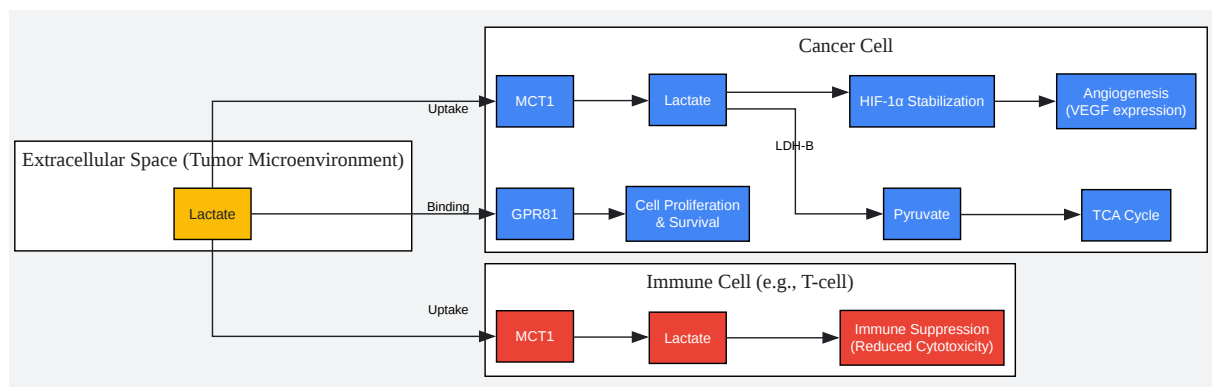 Cancer Cell
Uptake
MCT1
Lactate
HIF-1α Stabilization
Angiogenesis
(VEGF expression)
LDH-B
Extracellular Space (Tumor Microenvironment)
Lactate
Binding
GPR81
Cell Proliferation
& Survival
Pyruvate
TCA Cycle
Immune Cell (e.g., T-cell)
Uptake
MCT1
Lactate
Immune Suppression
(Reduced Cytotoxicity)